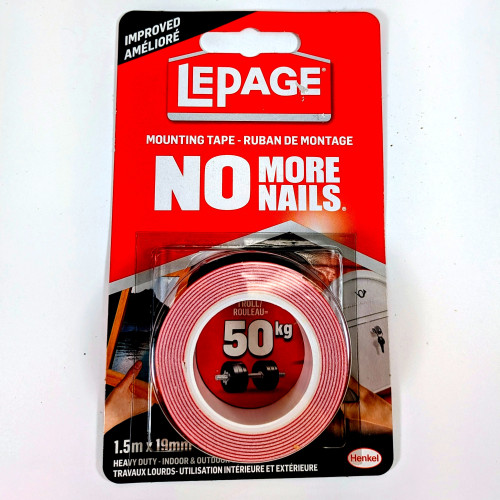 IMPROVED
AMÉLIORÉ
LEPAGE®
MOUNTING TAPE - RUBAN DE MONTAGE
NO MORE
NAILS®
1 ROLL/
ROULEAU=
50kg
1.5m x 19mm
HEAVY DUTY - INDOOR & OUTDOOR
TRAVAUX LOURDS - UTILISATION INTÉRIEURE ET EXTÉRIEURE
Henkel